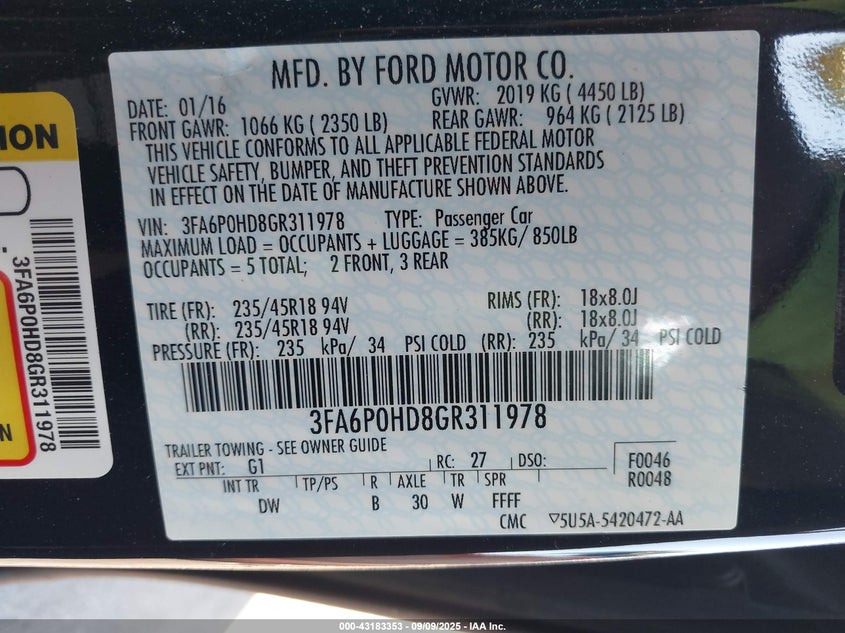 MFD. BY FORD MOTOR CO.
DATE: 01/16 GVWR: 2019 KG ( 4450 LB)
FRONT GAWR: 1066 KG ( 2350 LB) REAR GAWR: 964 KG ( 2125 LB)
THIS VEHICLE CONFORMS TO ALL APPLICABLE FEDERAL MOTOR
VEHICLE SAFETY, BUMPER, AND THEFT PREVENTION STANDARDS
IN EFFECT ON THE DATE OF MANUFACTURE SHOWN ABOVE.
VIN: 3FA6P0HD8GR311978 TYPE: Passenger Car
MAXIMUM LOAD = OCCUPANTS + LUGGAGE = 385KG/ 850LB
OCCUPANTS = 5 TOTAL; 2 FRONT, 3 REAR
TIRE (FR): 235/45R18 94V RIMS (FR): 18x8.0J
(RR): 235/45R18 94V (RR): 18x8.0J
PRESSURE (FR): 235 kPa/ 34 PSI COLD (RR): 235 kPa/ 34 PSI COLD
3FA6P0HD8GR311978
TRAILER TOWING - SEE OWNER GUIDE
EXT PNT: G1 RC: 27 DSO: F0046
R0048
INT TR TP/PS R AXLE TR SPR
DW B 30 W FFFF
CMC 5U5A-5420472-AA
ION
3FA6P0HD8GR311978
N
000-43183353 - 09/09/2025 - IAA Inc.